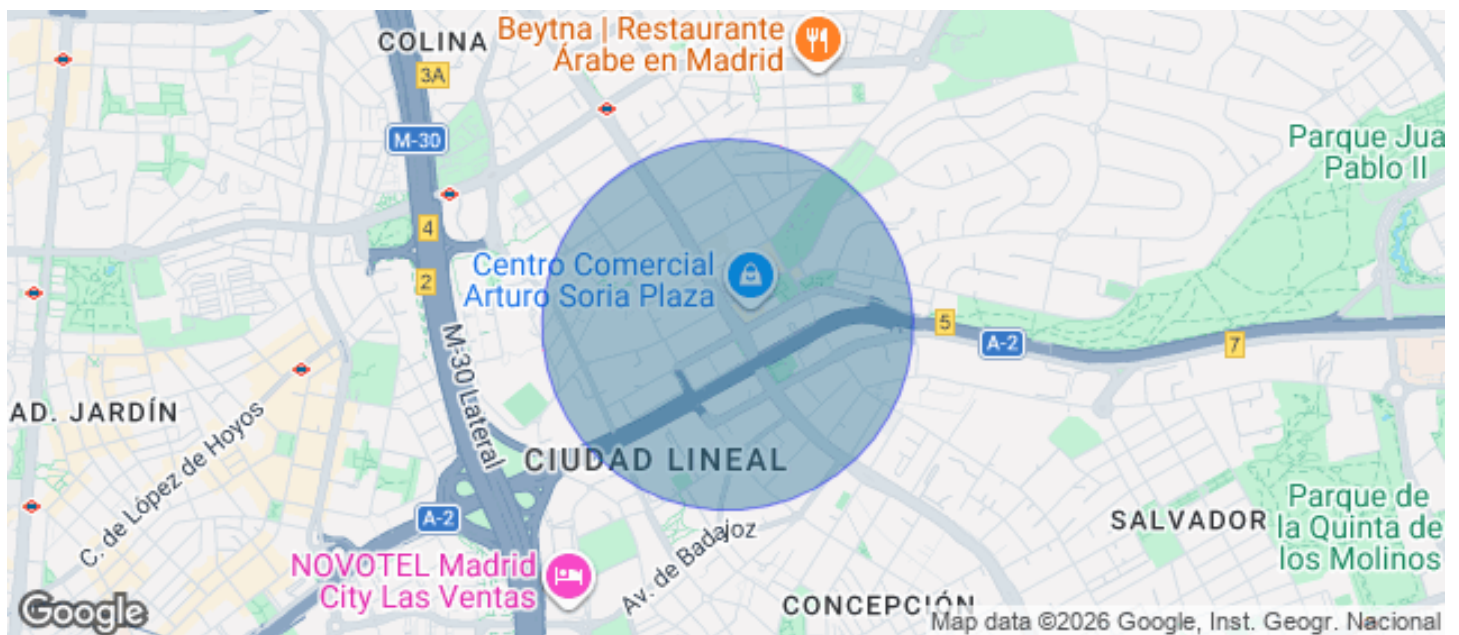 COLINA
Beytna | Restaurante
Árabe en Madrid
3A
M-30
Parque Jua
Pablo II
4
2
Centro Comercial
Arturo Soria Plaza
5
A-2
7
M-30 Lateral
AD. JARDÍN
C. de López de Hoyos
CIUDAD LINEAL
A-2
SALVADOR
Parque de
la Quinta de
los Molinos
NOVOTEL Madrid
City Las Ventas
Av. de Badajoz
CONCEPCIÓN
Google
Map data ©2026 Google, Inst. Geogr. Nacional